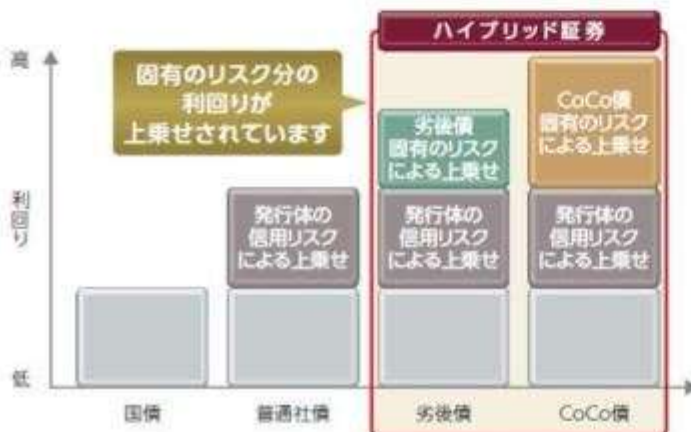 ハイブリッド証券
高
固有のリスク分の
利回りが
上乗せされています
CoCo債
固有のリスク
による上乗せ
劣後債
固有のリスク
による上乗せ
利回り
発行体の
信用リスク
による上乗せ
発行体の
信用リスク
による上乗せ
発行体の
信用リスク
による上乗せ
低
国債
普通社債
劣後債
CoCo債